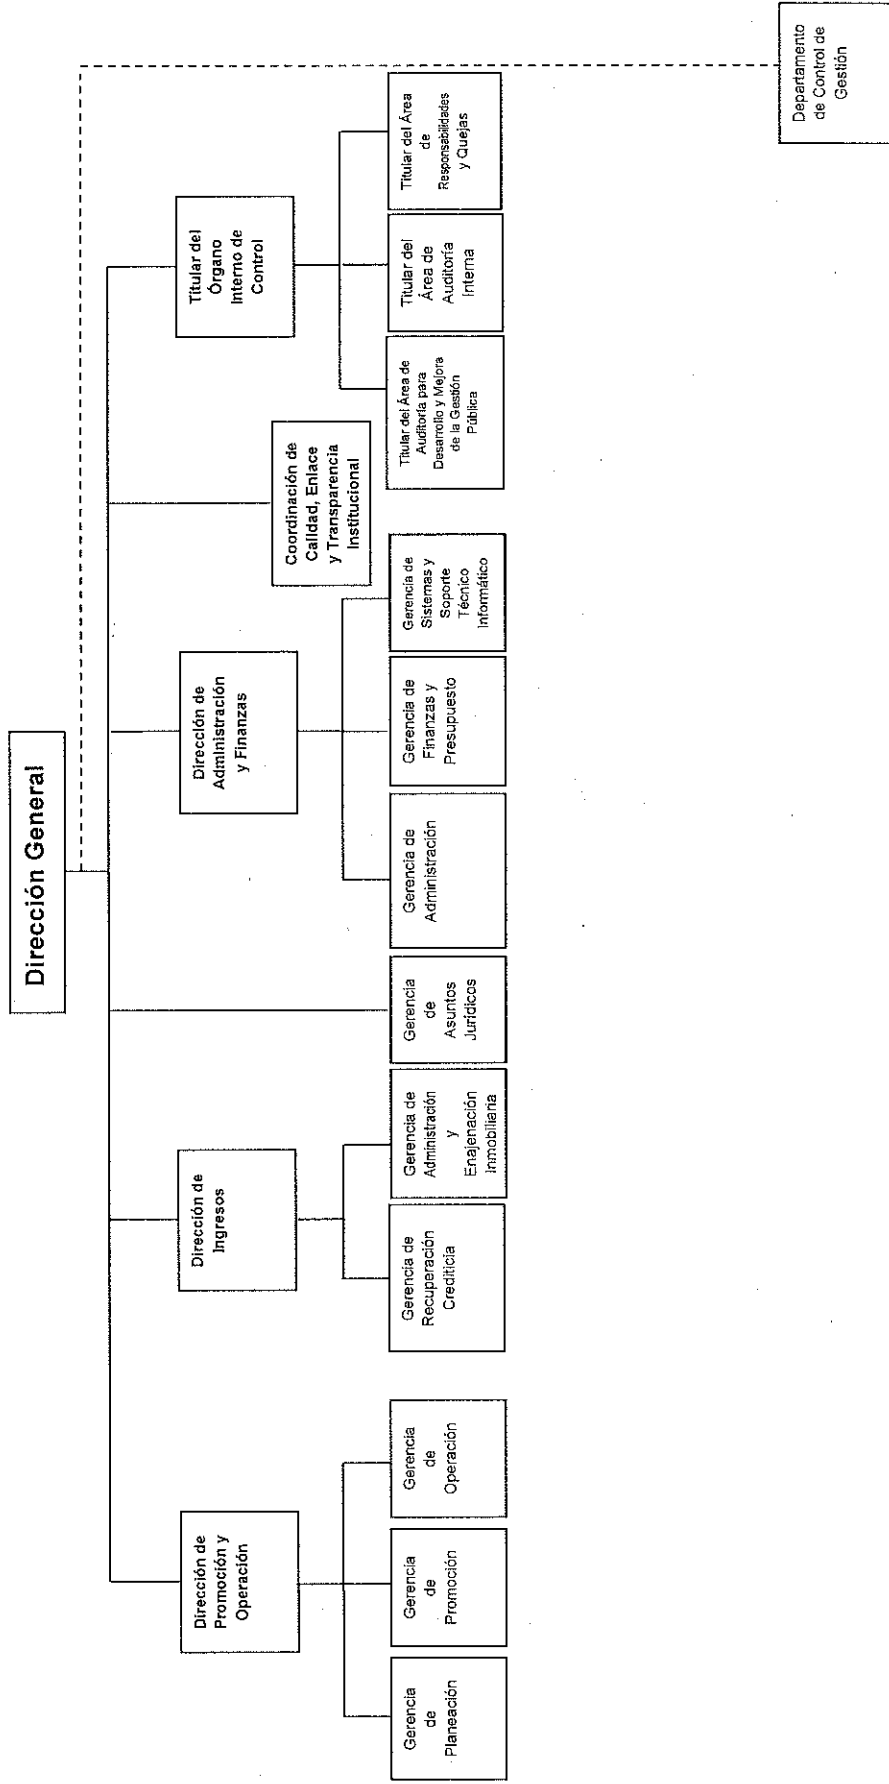 Dirección General
Dirección de
Promoción y
Operación
Dirección de
Ingresos
Dirección de
Administración
y Finanzas
Coordinación de
Calidad, Enlace
y Transparencia
Institucional
Titular del
Órgano
Interno de
Control
Gerencia
de
Planeación
Gerencia
de
Promoción
Gerencia
de
Operación
Gerencia de
Recuperación
Crediticia
Gerencia de
Administración
y
Enajenación
Inmobiliaria
Gerencia
de
Asuntos
Jurídicos
Gerencia de
Administración
Gerencia de
Finanzas y
Presupuesto
Gerencia de
Sistemas y
Soporte
Técnico
Informático
Titular del Área de
Auditoría para
Desarrollo y Mejora
de la Gestión
Pública
Titular del
Área de
Auditoría
Interna
Titular del Área
de
Responsabilidades
y Quejas
Departamento
de Control de
Gestión